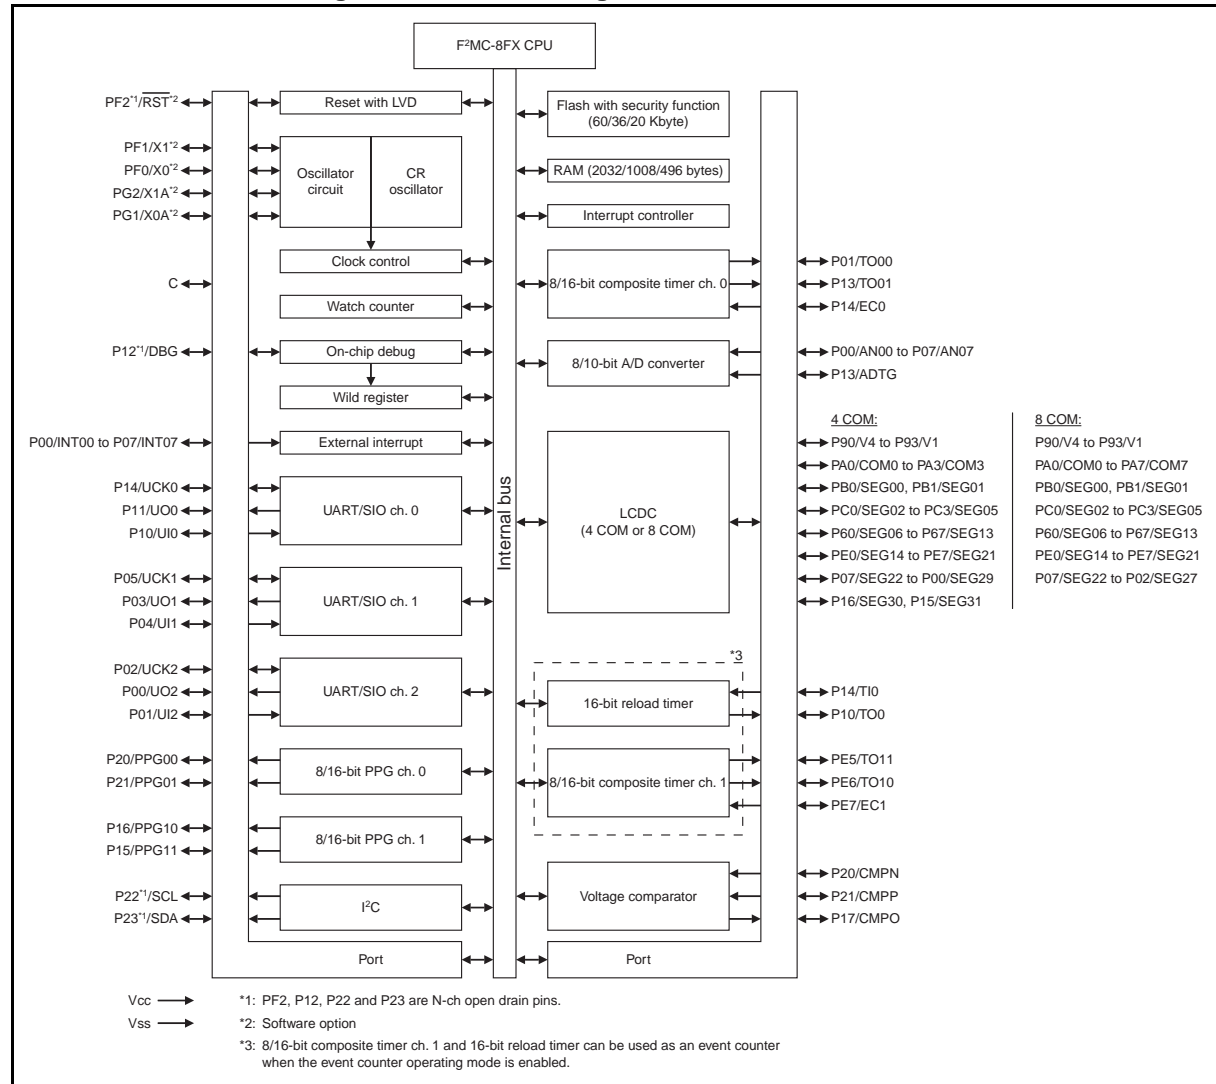 F²MC-8FX CPU
PF2*1/RST*2
Reset with LVD
Flash with security function
(60/36/20 Kbyte)
PF1/X1*2
PF0/X0*2
PG2/X1A*2
PG1/X0A*2
Oscillator
circuit
CR
oscillator
RAM (2032/1008/496 bytes)
Interrupt controller
Clock control
C
Watch counter
8/16-bit composite timer ch. 0
P01/TO00
P13/TO01
P14/EC0
P12*1/DBG
On-chip debug
Wild register
8/10-bit A/D converter
P00/AN00 to P07/AN07
P13/ADTG
P00/INT00 to P07/INT07
External interrupt
P14/UCK0
P11/UO0
P10/UI0
UART/SIO ch. 0
P05/UCK1
P03/UO1
P04/UI1
UART/SIO ch. 1
Internal bus
LCDC
(4 COM or 8 COM)
4 COM:
P90/V4 to P93/V1
PA0/COM0 to PA3/COM3
PB0/SEG00, PB1/SEG01
PC0/SEG02 to PC3/SEG05
P60/SEG06 to P67/SEG13
PE0/SEG14 to PE7/SEG21
P07/SEG22 to P00/SEG29
P16/SEG30, P15/SEG31
8 COM:
P90/V4 to P93/V1
PA0/COM0 to PA7/COM7
PB0/SEG00, PB1/SEG01
PC0/SEG02 to PC3/SEG05
P60/SEG06 to P67/SEG13
PE0/SEG14 to PE7/SEG21
P07/SEG22 to P02/SEG27
P02/UCK2
P00/UO2
P01/UI2
UART/SIO ch. 2
*3
16-bit reload timer
P14/TI0
P10/TO0
P20/PPG00
P21/PPG01
8/16-bit PPG ch. 0
8/16-bit composite timer ch. 1
PE5/TO11
PE6/TO10
PE7/EC1
P16/PPG10
P15/PPG11
8/16-bit PPG ch. 1
P22*1/SCL
P23*1/SDA
I²C
Voltage comparator
P20/CMPN
P21/CMPP
P17/CMPO
Port
Port
Vcc
Vss
*1: PF2, P12, P22 and P23 are N-ch open drain pins.
*2: Software option
*3: 8/16-bit composite timer ch. 1 and 16-bit reload timer can be used as an event counter
when the event counter operating mode is enabled.